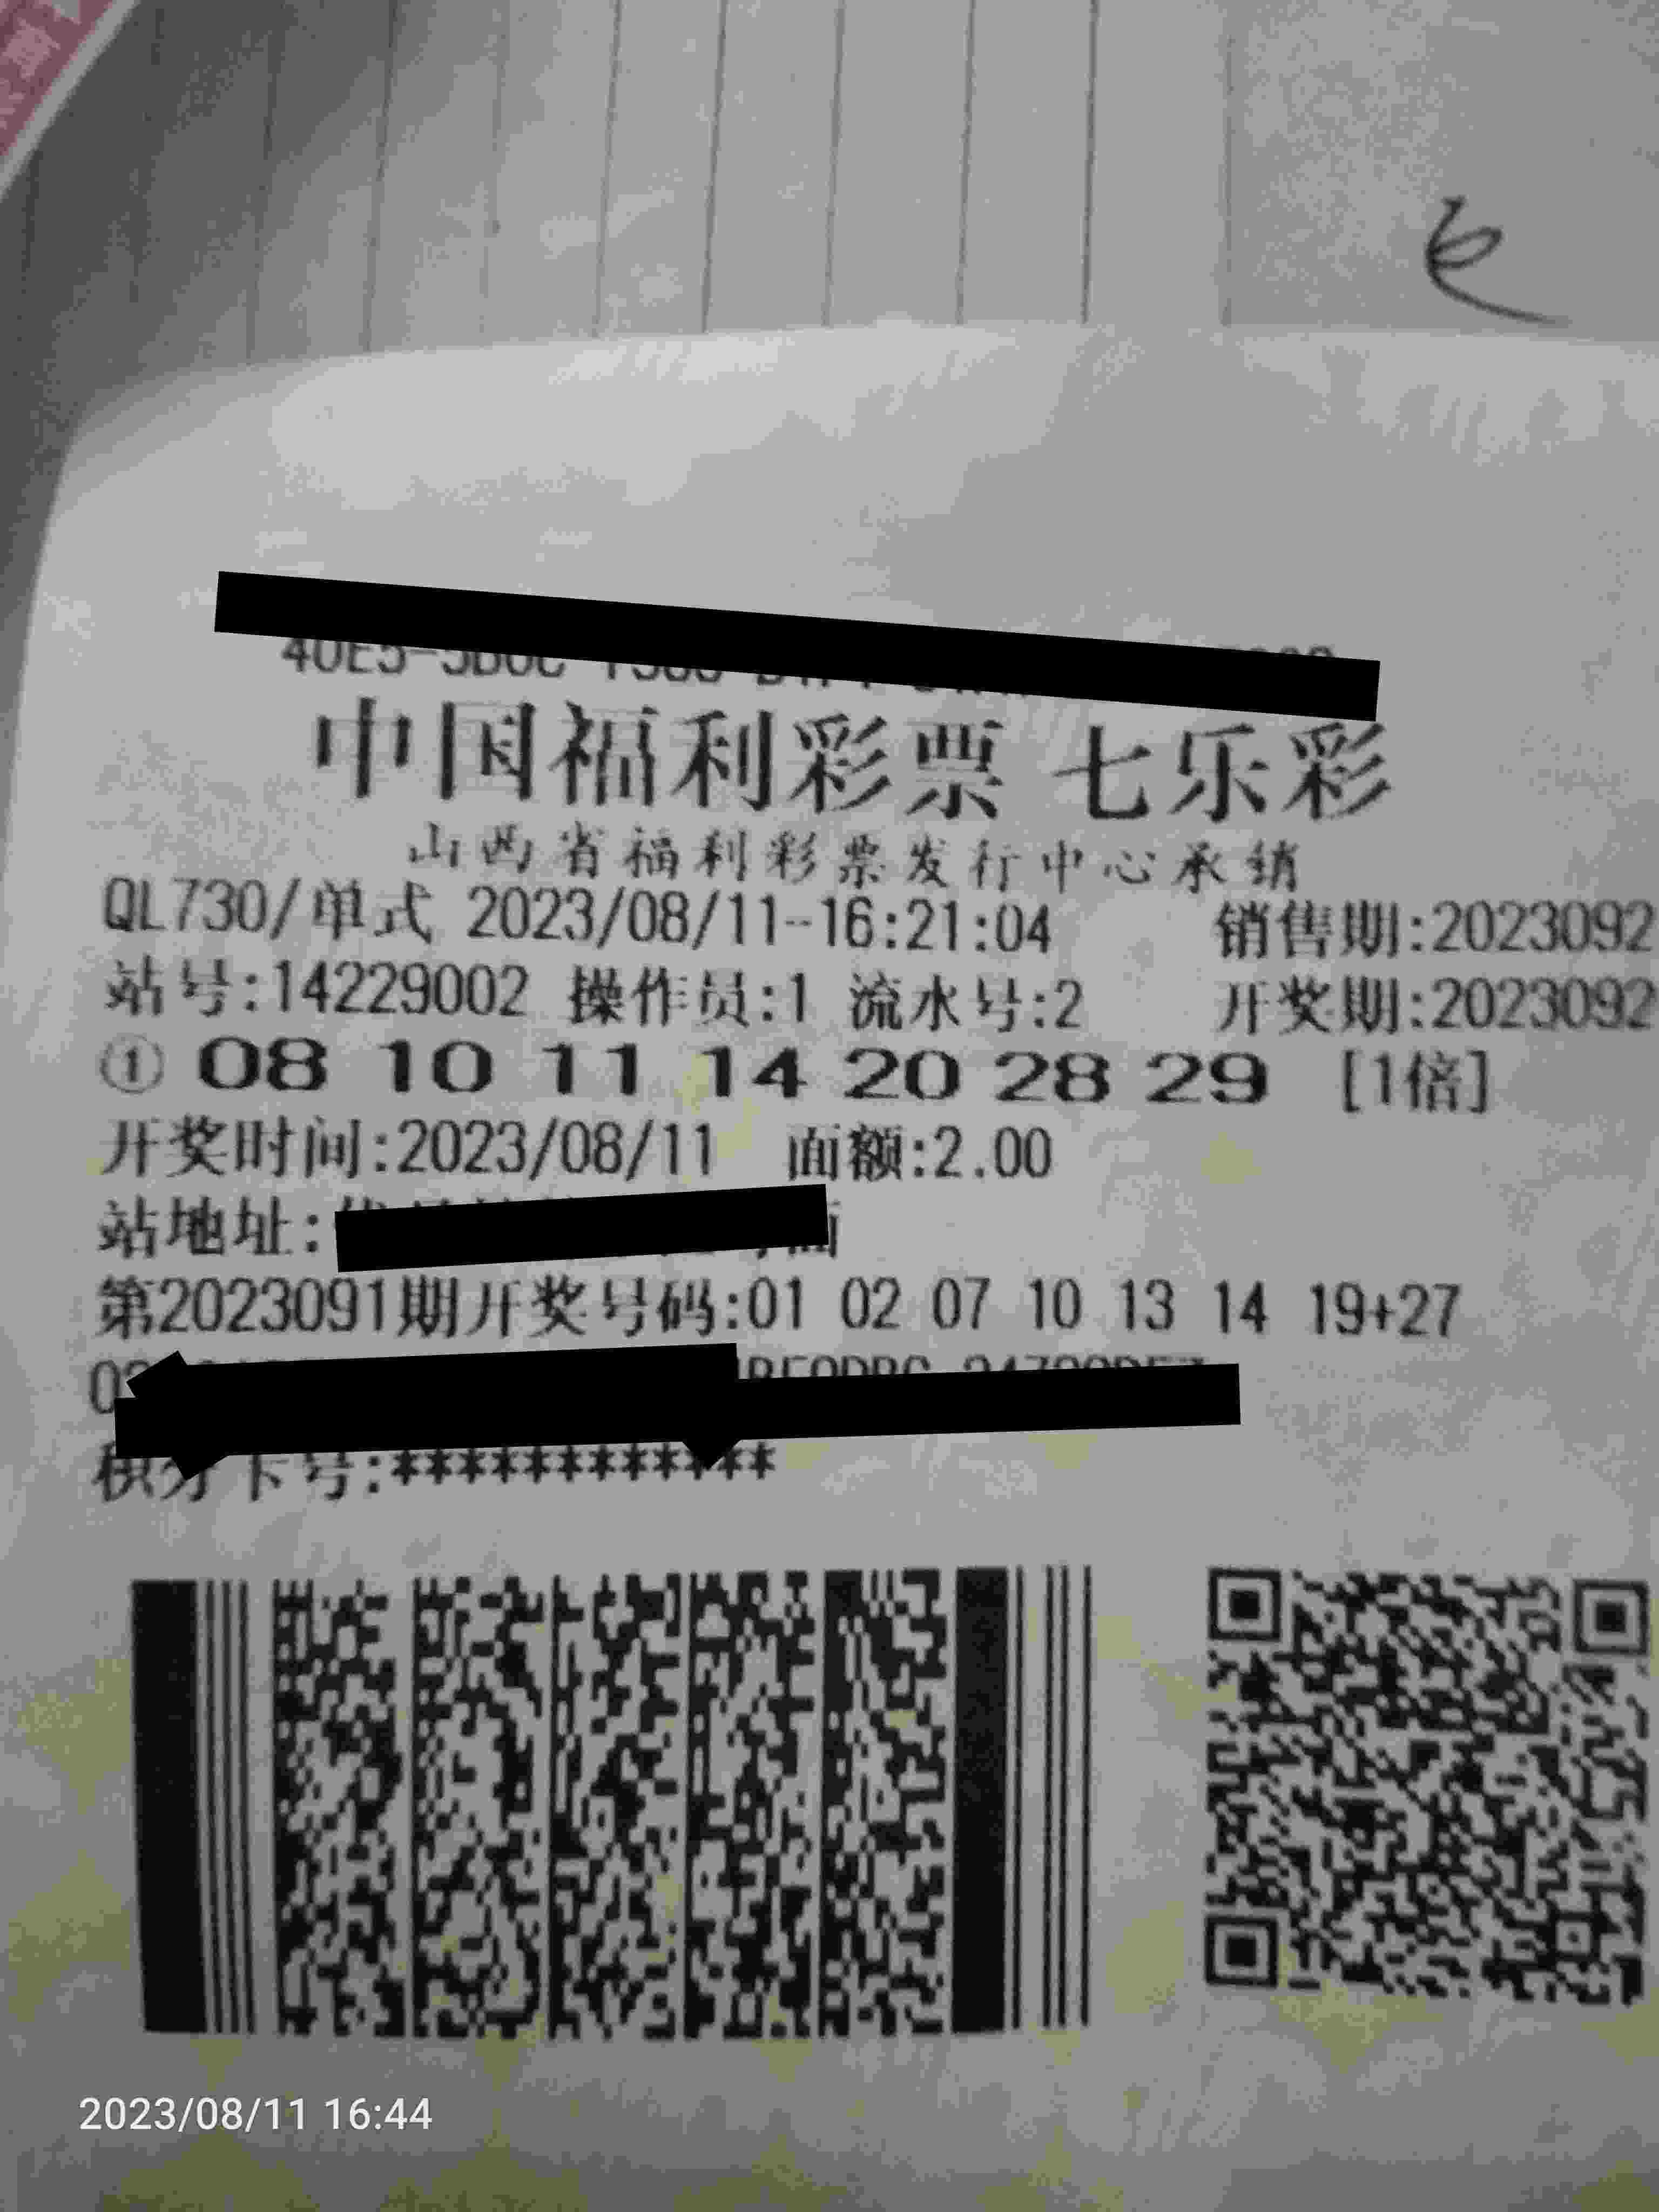 中国福利彩票 七乐彩
山西省福利彩票发行中心承销
QL730/单式 2023/08/11--16:21:04 销售期:2023092
站号:14229002 操作员:1 流水号:2 开奖期:2023092
① 08 10 11 14 20 28 29 [1倍]
开奖时间:2023/08/11 面额:2.00
站地址:
第2023091期开奖号码:01 02 07 10 13 14 19+27
积分卡号:************
2023/08/11 16:44